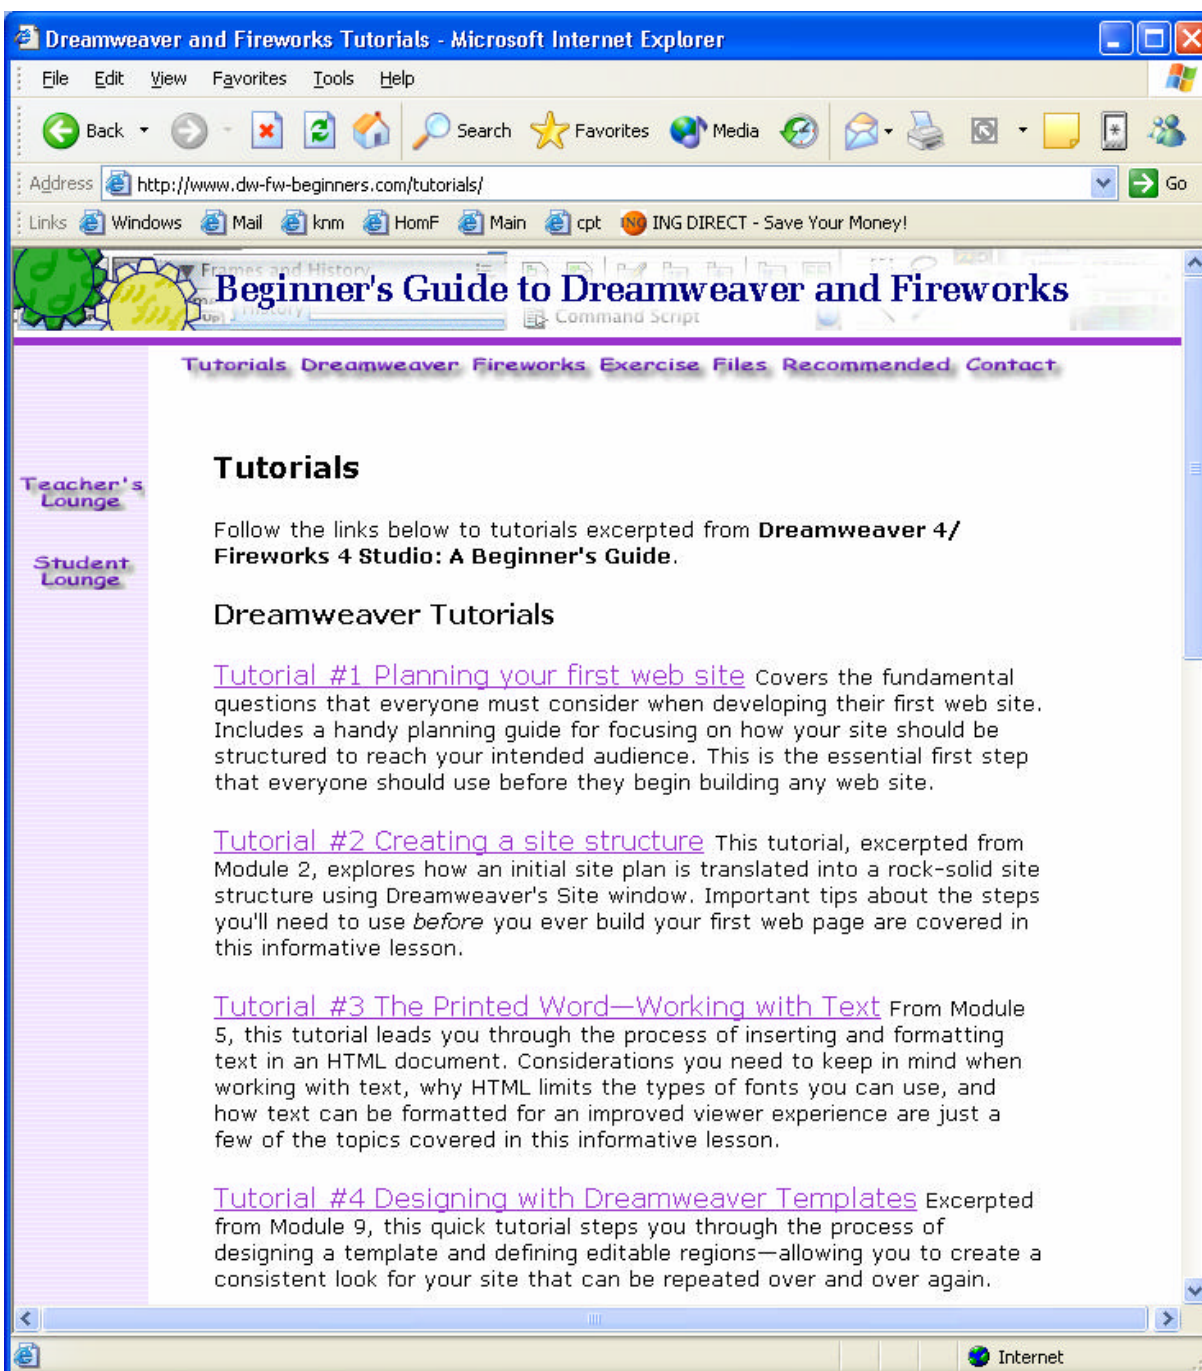 Dreamweaver and Fireworks Tutorials - Microsoft Internet Explorer
File Edit View Favorites Tools Help
Back Search Favorites Media
Address http://www.dw-fw-beginners.com/tutorials/ Go
Links Windows Mail knm HomF Main cpt ING ING DIRECT - Save Your Money!
Frames and History
Beginner's Guide to Dreamweaver and Fireworks
History
Command Script
Tutorials Dreamweaver Fireworks Exercise Files Recommended Contact
Teacher's
Lounge
Student
Lounge
Tutorials
Follow the links below to tutorials excerpted from Dreamweaver 4/
Fireworks 4 Studio: A Beginner's Guide.
Dreamweaver Tutorials
Tutorial #1 Planning your first web site Covers the fundamental
questions that everyone must consider when developing their first web site.
Includes a handy planning guide for focusing on how your site should be
structured to reach your intended audience. This is the essential first step
that everyone should use before they begin building any web site.
Tutorial #2 Creating a site structure This tutorial, excerpted from
Module 2, explores how an initial site plan is translated into a rock-solid site
structure using Dreamweaver's Site window. Important tips about the steps
you'll need to use before you ever build your first web page are covered in
this informative lesson.
Tutorial #3 The Printed Word—Working with Text From Module
5, this tutorial leads you through the process of inserting and formatting
text in an HTML document. Considerations you need to keep in mind when
working with text, why HTML limits the types of fonts you can use, and
how text can be formatted for an improved viewer experience are just a
few of the topics covered in this informative lesson.
Tutorial #4 Designing with Dreamweaver Templates Excerpted
from Module 9, this quick tutorial steps you through the process of
designing a template and defining editable regions—allowing you to create a
consistent look for your site that can be repeated over and over again.
Internet